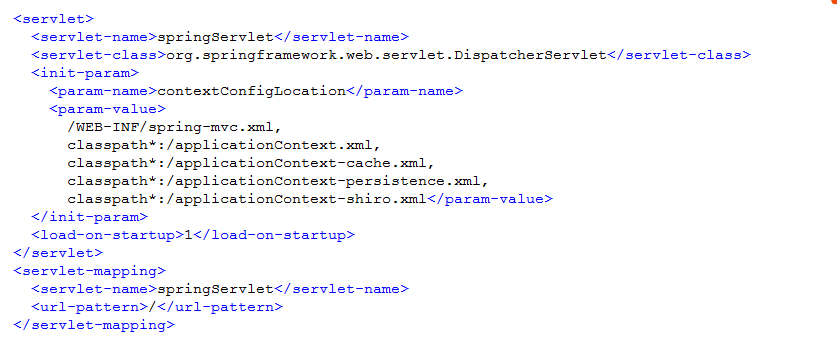 <servlet>
  <servlet-name>springServlet</servlet-name>
  <servlet-class>org.springframework.web.servlet.DispatcherServlet</servlet-class>
  <init-param>
    <param-name>contextConfigLocation</param-name>
    <param-value>
      /WEB-INF/spring-mvc.xml,
      classpath*:/applicationContext.xml,
      classpath*:/applicationContext-cache.xml,
      classpath*:/applicationContext-persistence.xml,
      classpath*:/applicationContext-shiro.xml</param-value>
  </init-param>
  <load-on-startup>1</load-on-startup>
</servlet>
<servlet-mapping>
  <servlet-name>springServlet</servlet-name>
  <url-pattern>/</url-pattern>
</servlet-mapping>